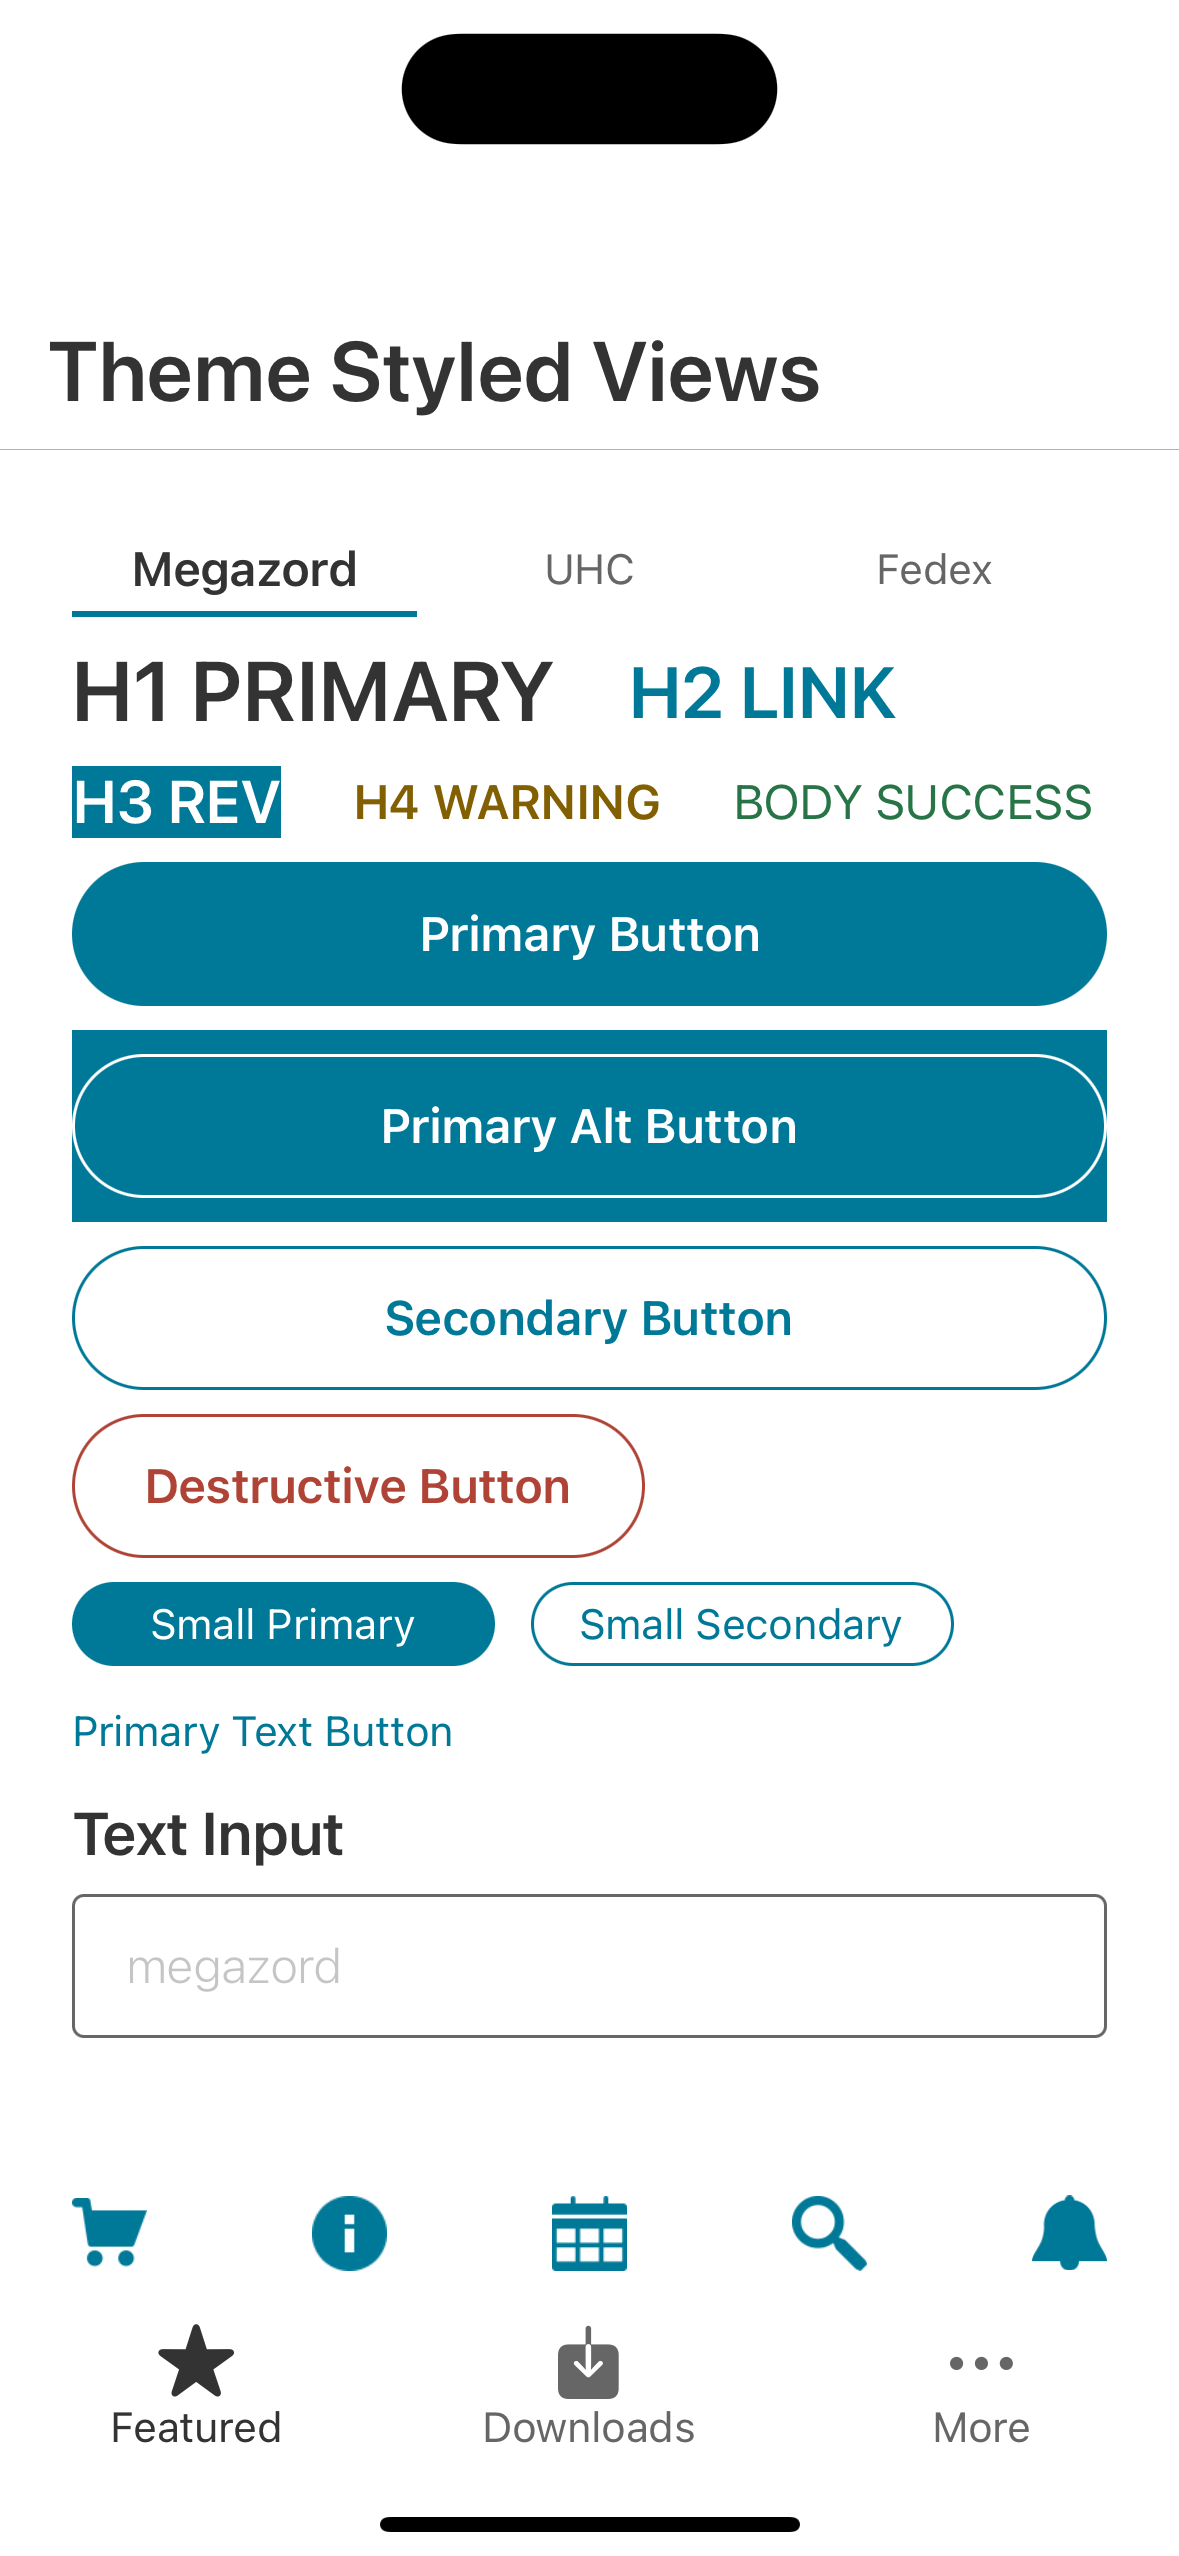 Theme Styled Views
Megazord UHC Fedex
H1 PRIMARY H2 LINK
H3 REV H4 WARNING BODY SUCCESS
Primary Button
Primary Alt Button
Secondary Button
Destructive Button
Small Primary Small Secondary
Primary Text Button
Text Input
megazord
Featured Downloads More